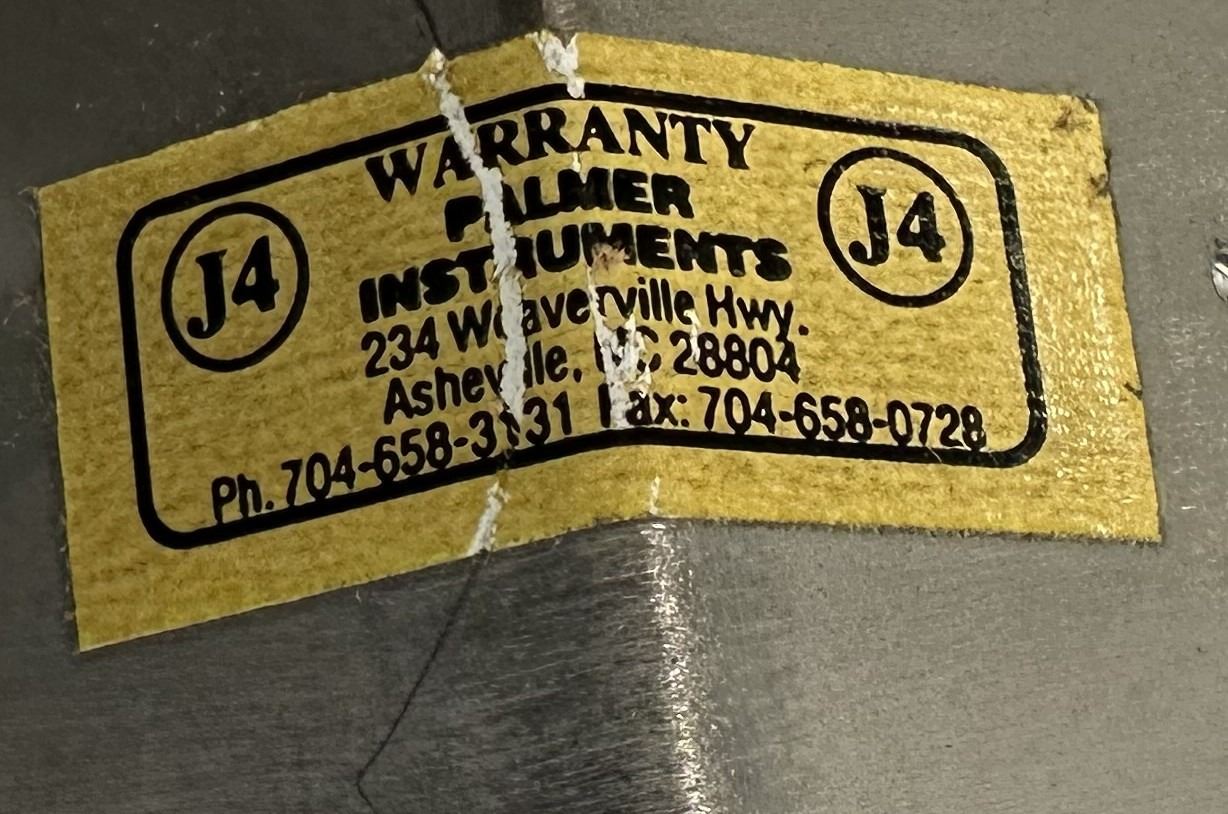 WARRANTY
J4
J4
PALMER
INSTRUMENTS
234 Weaverville Hwy.
Asheville, NC 28804
Ph. 704-658-3131 Fax: 704-658-0728